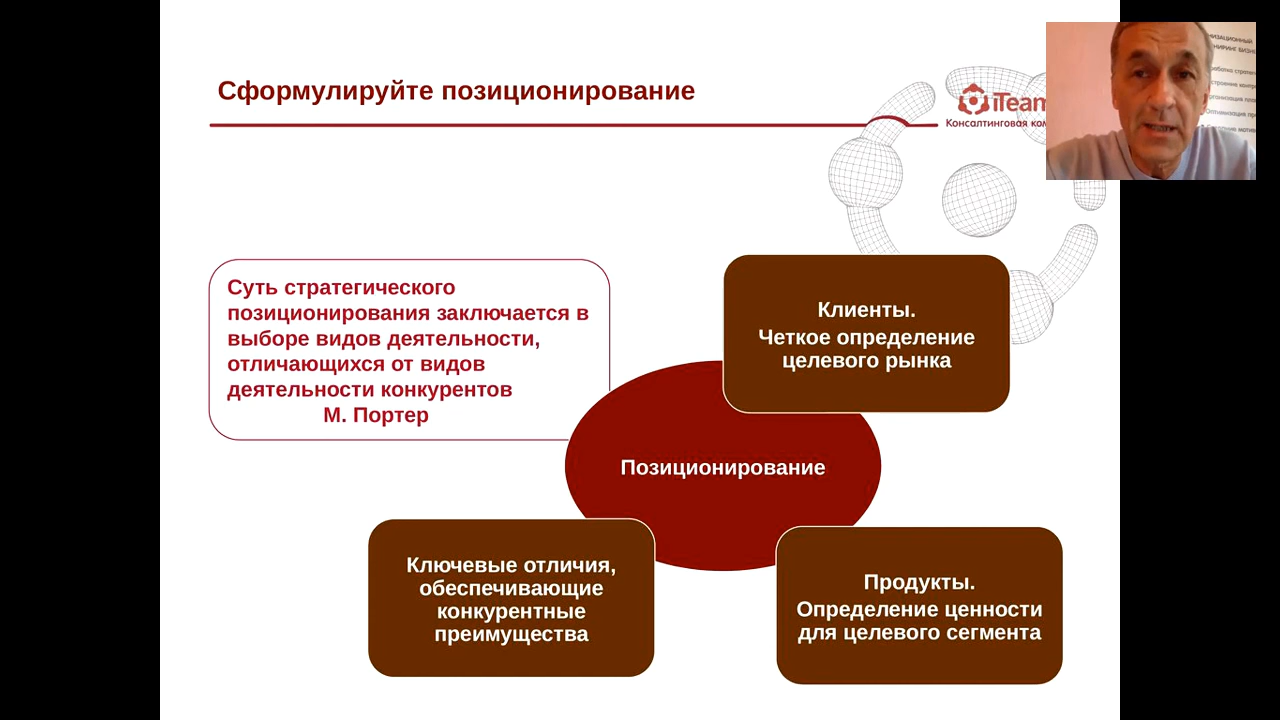 Сформулируйте позиционирование
iTeam
Консалтинговая
Суть стратегического
позиционирования заключается в
выборе видов деятельности,
отличающихся от видов
деятельности конкурентов
М. Портер
Клиенты.
Четкое определение
целевого рынка
Позиционирование
Ключевые отличия,
обеспечивающие
конкурентные
преимущества
Продукты.
Определение ценности
для целевого сегмента